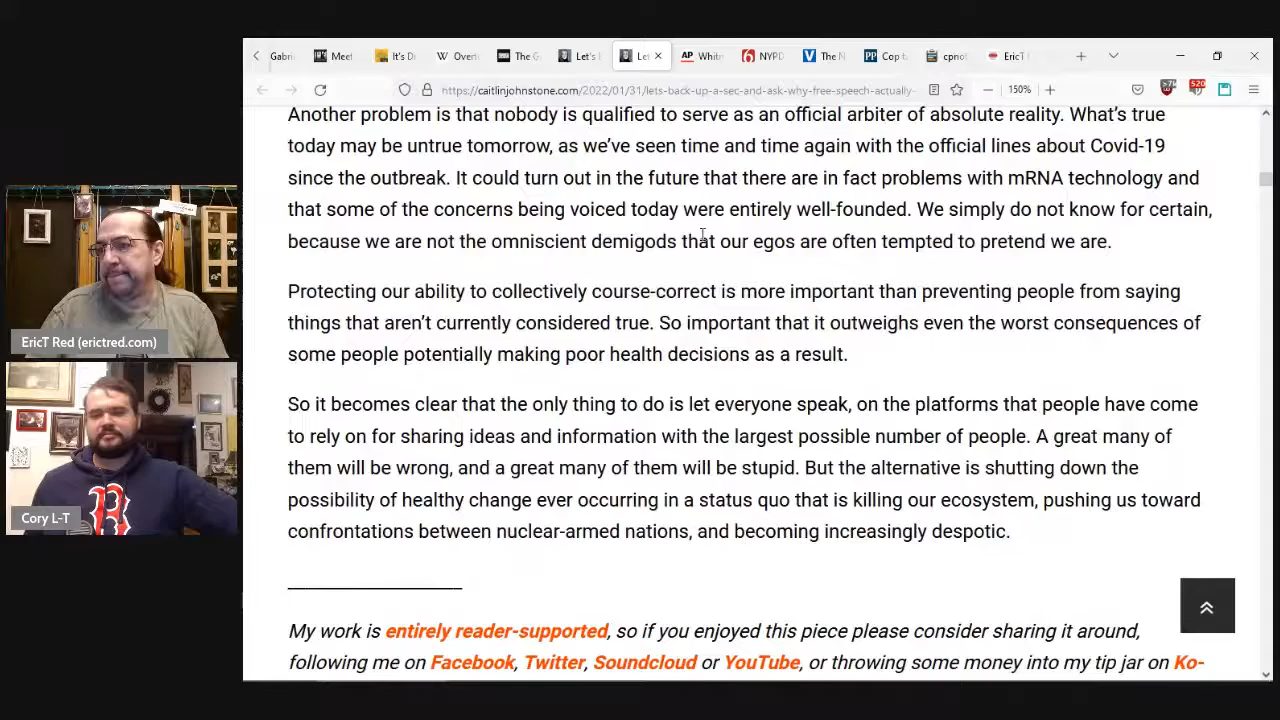 Gabri
Meet
It's D
Overt
The G
Let's
Let
Whitr
NYPD
The N
Cop t
cpnot
EricT
https://caitlinjohnstone.com/2022/01/31/lets-back-up-a-sec-and-ask-why-free-speech-actually-
150%
520
Another problem is that nobody is qualified to serve as an official arbiter of absolute reality. What's true
today may be untrue tomorrow, as we've seen time and time again with the official lines about Covid-19
since the outbreak. It could turn out in the future that there are in fact problems with mRNA technology and
that some of the concerns being voiced today were entirely well-founded. We simply do not know for certain,
because we are not the omniscient demigods that our egos are often tempted to pretend we are.
Protecting our ability to collectively course-correct is more important than preventing people from saying
things that aren't currently considered true. So important that it outweighs even the worst consequences of
some people potentially making poor health decisions as a result.
So it becomes clear that the only thing to do is let everyone speak, on the platforms that people have come
to rely on for sharing ideas and information with the largest possible number of people. A great many of
them will be wrong, and a great many of them will be stupid. But the alternative is shutting down the
possibility of healthy change ever occurring in a status quo that is killing our ecosystem, pushing us toward
confrontations between nuclear-armed nations, and becoming increasingly despotic.
My work is entirely reader-supported, so if you enjoyed this piece please consider sharing it around,
following me on Facebook, Twitter, Soundcloud or YouTube, or throwing some money into my tip jar on Ko-
EricT Red (erictred.com)
B
Cory L-T